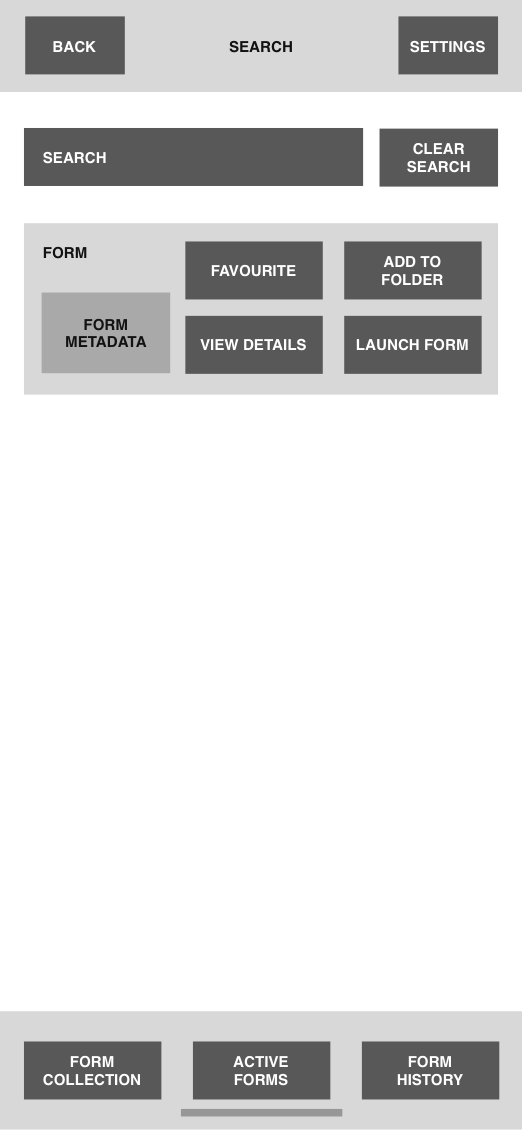 BACK
SEARCH
SETTINGS
SEARCH
CLEAR
SEARCH
FORM
FORM
METADATA
FAVOURITE
ADD TO
FOLDER
VIEW DETAILS
LAUNCH FORM
FORM
COLLECTION
ACTIVE
FORMS
FORM
HISTORY